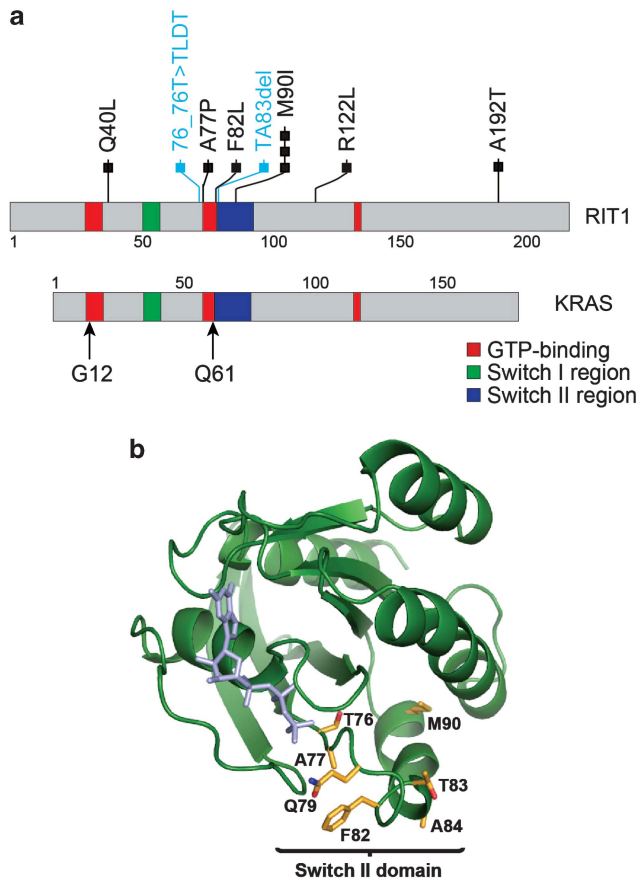 a
Q40L
76_76T>TLDT
A77P
F82L
TA83del
M90I
R122L
A192T
RIT1
1 50 100 150 200
1 50 100 150
KRAS
G12 Q61
GTP-binding
Switch I region
Switch II region
b
T76
M90
A77
T83
Q79
F82
A84
Switch II domain